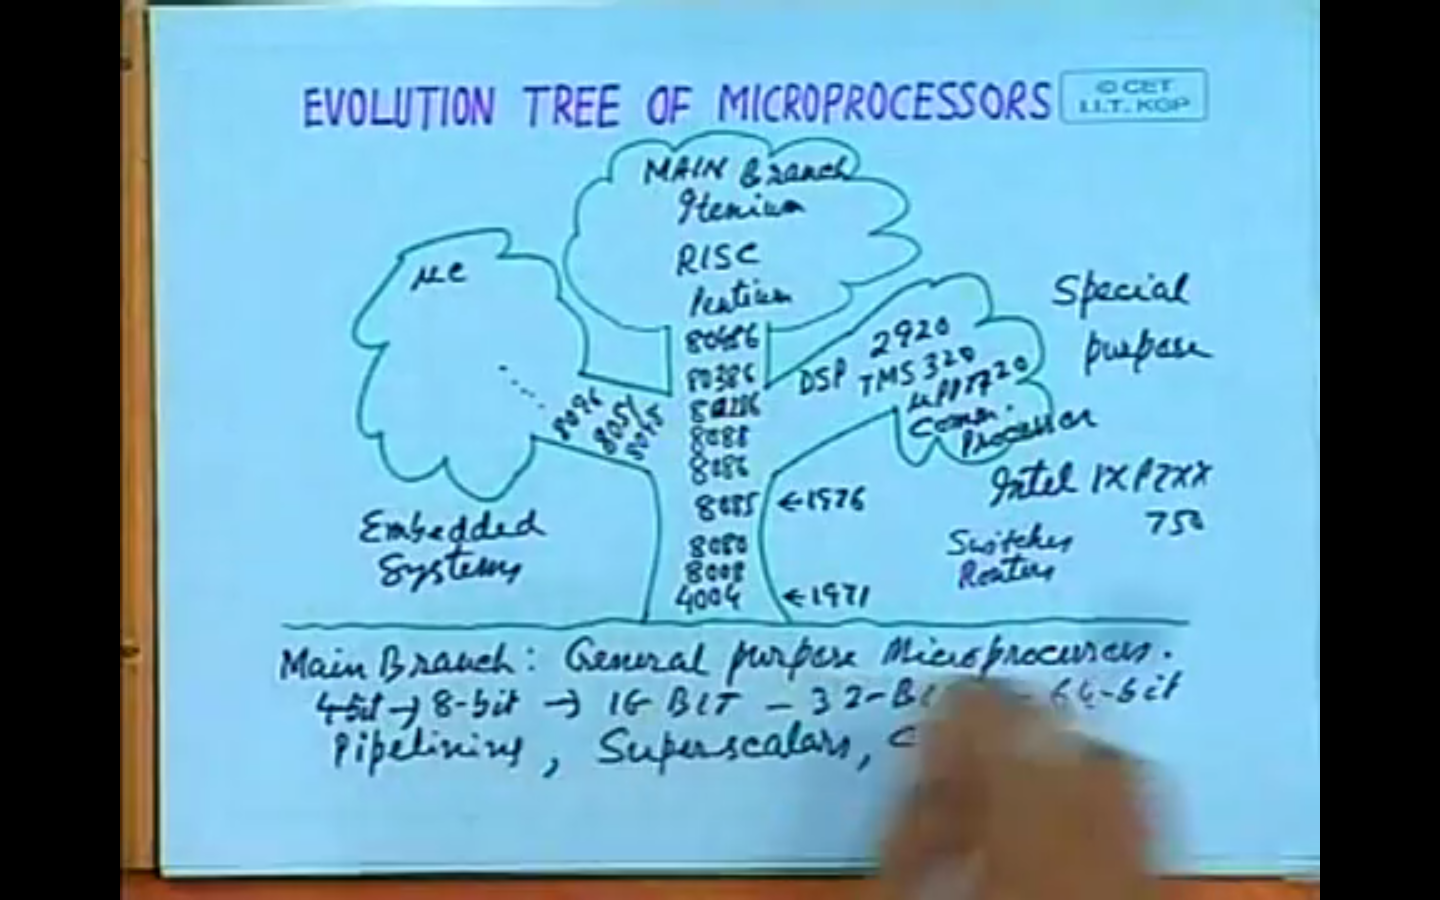 EVOLUTION TREE OF MICROPROCESSORS
© CET
I.I.T. KGP
MAIN Branch
Itenium
RISC
Pentium
80486
80386
80286
8088
8086
8085 ← 1976
8080
8008
4004 ← 1971
μc
8096
8051
8048
Embedded
Systems
2920
DSP TMS 320
μPD7720
Comm.
Processor
Special
purpose
Intel IXP2XX
750
Switches
Routers
Main Branch: General purpose Microprocessors.
4bit → 8-bit → 16 BIT - 32-BIT - 64-bit
Pipelining, Superscalars, C